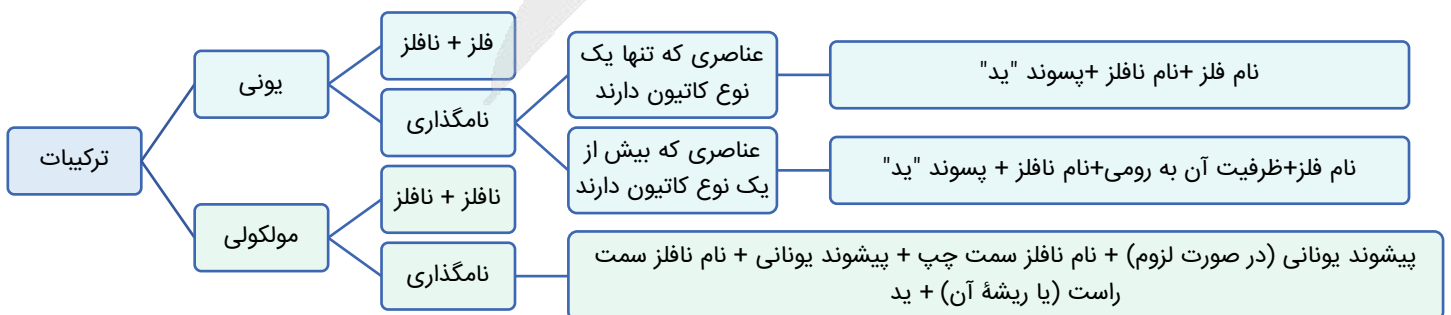 ترکیبات
یونی
فلز + نافلز
نامگذاری
عناصری که تنها یک
نوع کاتیون دارند
نام فلز +نام نافلز +پسوند "ید"
عناصری که بیش از
یک نوع کاتیون دارند
نام فلز+ظرفیت آن به رومی+نام نافلز + پسوند "ید"
مولکولی
نافلز + نافلز
نامگذاری
پیشوند یونانی (در صورت لزوم) + نام نافلز سمت چپ + پیشوند یونانی + نام نافلز سمت
راست (یا ریشۀ آن) + ید